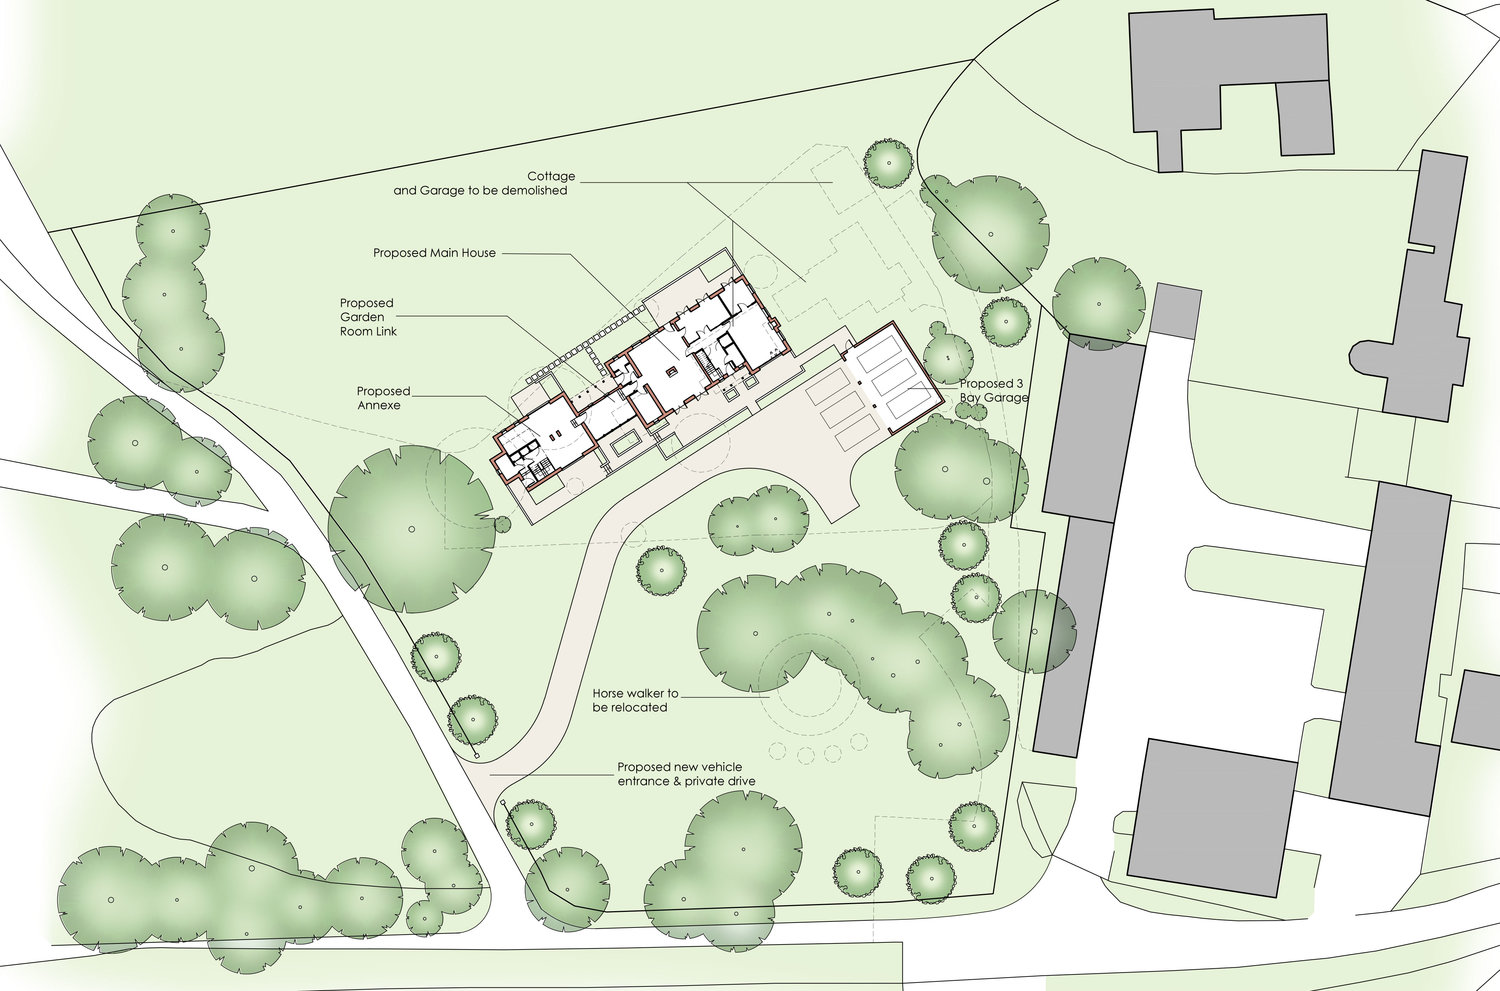 Cottage
and Garage to be demolished
Proposed Main House
Proposed
Garden
Room Link
Proposed
Annexe
Proposed 3
Bay Garage
Horse walker to
be relocated
Proposed new vehicle
entrance & private drive